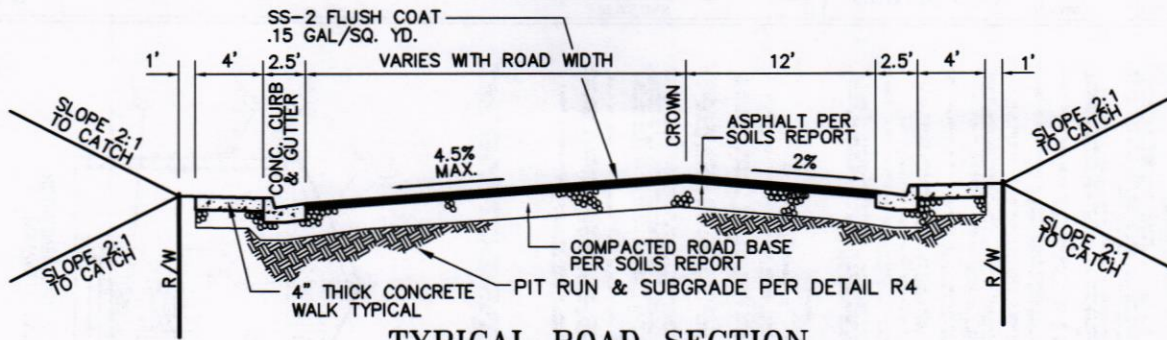 SS-2 FLUSH COAT
.15 GAL/SQ. YD.
1'
4'
2.5'
VARIES WITH ROAD WIDTH
12'
2.5'
4'
1'
SLOPE 2:1
TO CATCH
CONC. CURB
& GUTTER
CROWN
ASPHALT PER
SOILS REPORT
SLOPE 2:1
TO CATCH
4.5%
MAX.
2%
SLOPE 2:1
TO CATCH
R/W
COMPACTED ROAD BASE
PER SOILS REPORT
R/W
SLOPE 2:1
TO CATCH
4" THICK CONCRETE
WALK TYPICAL
PIT RUN & SUBGRADE PER DETAIL R4
TYPICAL ROAD SECTION